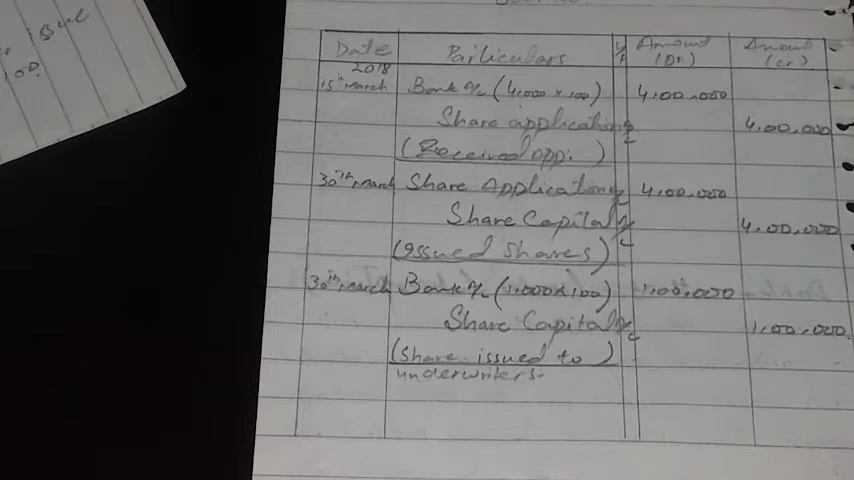 issue
Date Particulars L/F Amount Amount
(Dr) (cr)
2018
15th March Bank A/c (4,000 x 100) 4,00,000
Share application A/c 4,00,000
(Received app.)
30th March Share Application A/c 4,00,000
Share Capital A/c 4,00,000
(Issued Shares)
30th March Bank A/c (1,000 x 100) 1,00,000
Share Capital A/c 1,00,000
(Share issued to)
underwriters.